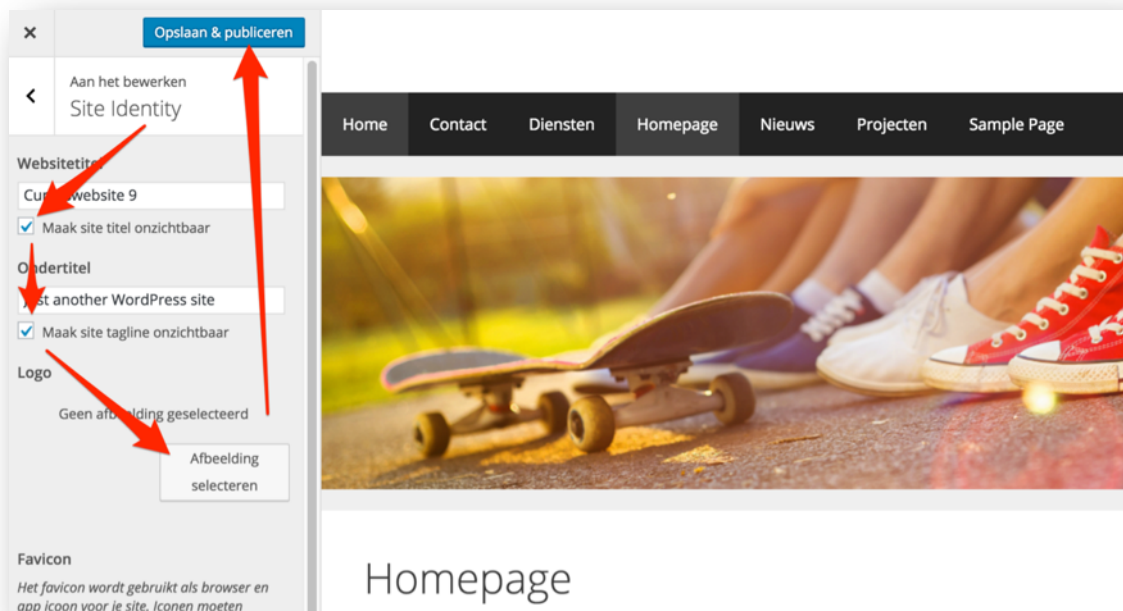 Opslaan & publiceren
Aan het bewerken
Site Identity
Websitetitel
website 9
Maak site titel onzichtbaar
Ondertitel
another WordPress site
Maak site tagline onzichtbaar
Logo
Geen afbeelding geselecteerd
Afbeelding
selecteren
Favicon
Het favicon wordt gebruikt als browser en
app icoon voor je site. Iconen moeten
Home Contact Diensten Homepage Nieuws Projecten Sample Page
Homepage